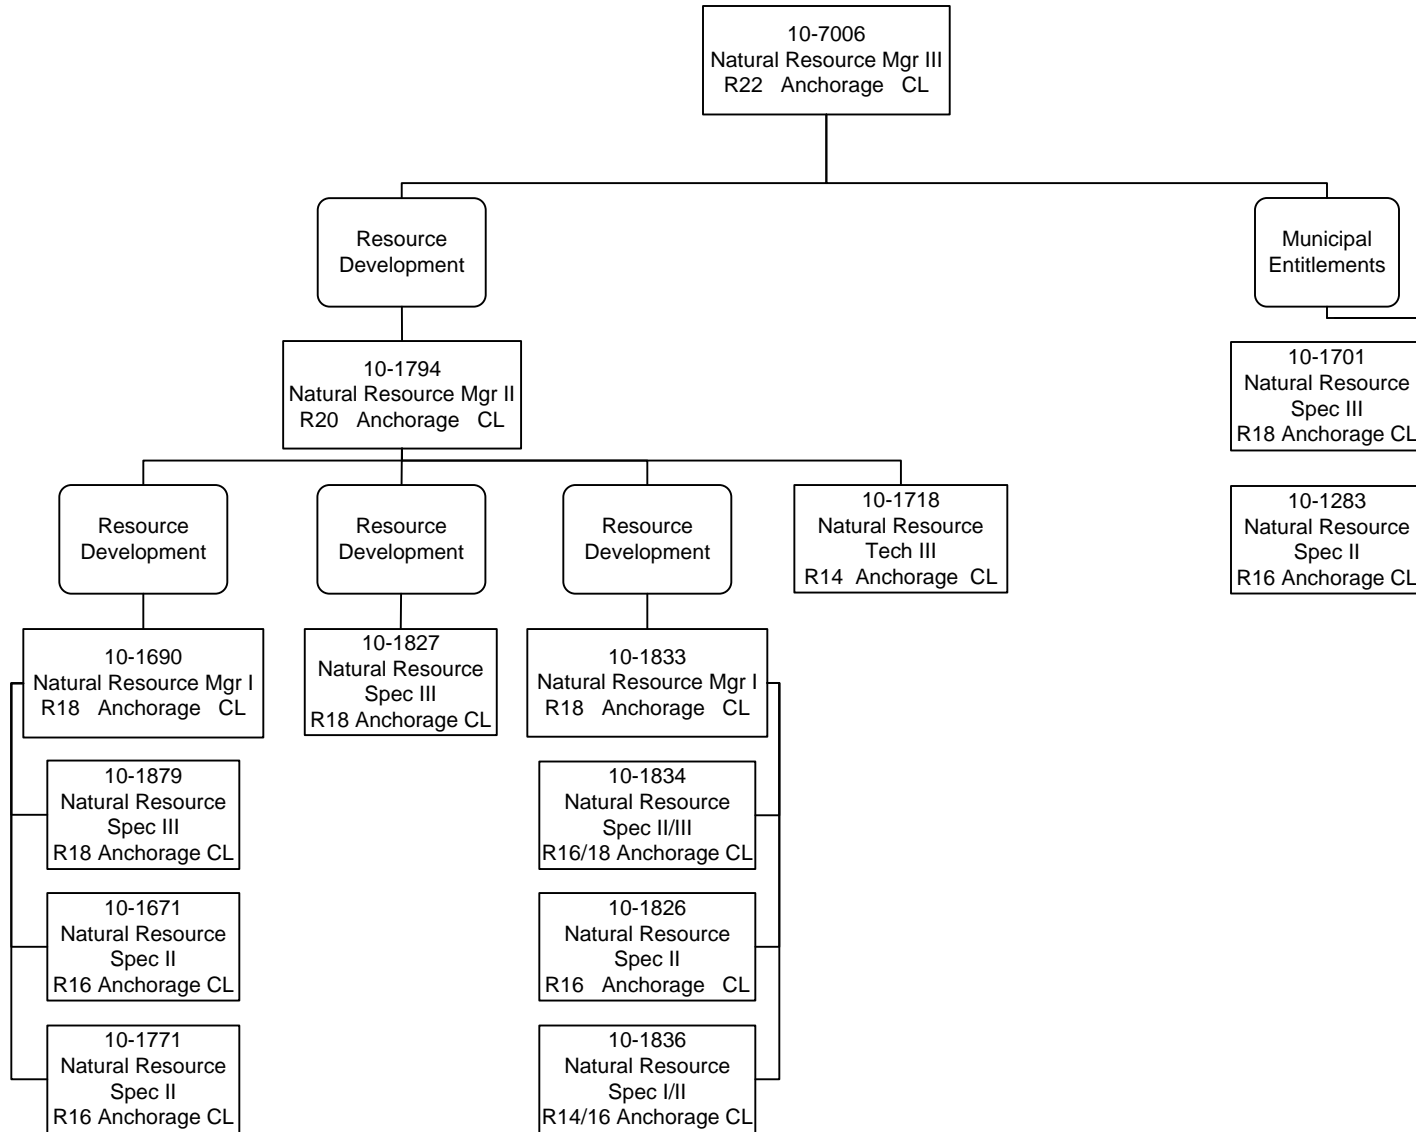 10-7006
Natural Resource Mgr III
R22 Anchorage CL
Resource
Development
Municipal
Entitlements
10-1794
Natural Resource Mgr II
R20 Anchorage CL
10-1701
Natural Resource
Spec III
R18 Anchorage CL
Resource
Development
Resource
Development
Resource
Development
10-1718
Natural Resource
Tech III
R14 Anchorage CL
10-1283
Natural Resource
Spec II
R16 Anchorage CL
10-1690
Natural Resource Mgr I
R18 Anchorage CL
10-1827
Natural Resource
Spec III
R18 Anchorage CL
10-1833
Natural Resource Mgr I
R18 Anchorage CL
10-1879
Natural Resource
Spec III
R18 Anchorage CL
10-1834
Natural Resource
Spec II/III
R16/18 Anchorage CL
10-1671
Natural Resource
Spec II
R16 Anchorage CL
10-1826
Natural Resource
Spec II
R16 Anchorage CL
10-1771
Natural Resource
Spec II
R16 Anchorage CL
10-1836
Natural Resource
Spec I/II
R14/16 Anchorage CL